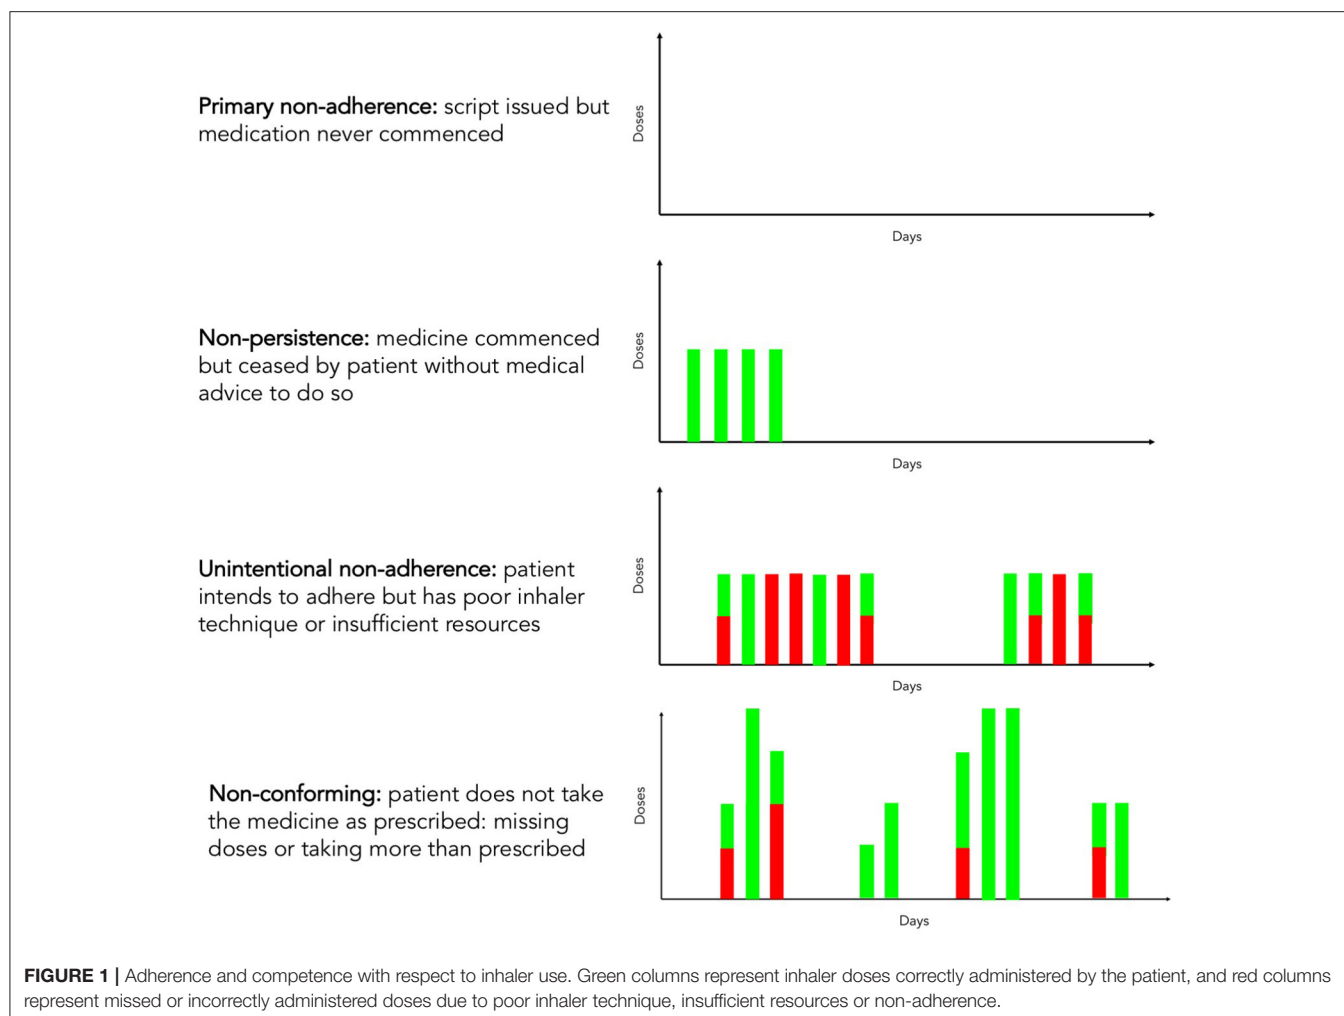 Primary non-adherence: script issued but
medication never commenced
Doses
Days
Non-persistence: medicine commenced
but ceased by patient without medical
advice to do so
Doses
Days
Unintentional non-adherence: patient
intends to adhere but has poor inhaler
technique or insufficient resources
Doses
Days
Non-conforming: patient does not take
the medicine as prescribed: missing
doses or taking more than prescribed
Doses
Days
FIGURE 1 | Adherence and competence with respect to inhaler use. Green columns represent inhaler doses correctly administered by the patient, and red columns
represent missed or incorrectly administered doses due to poor inhaler technique, insufficient resources or non-adherence.